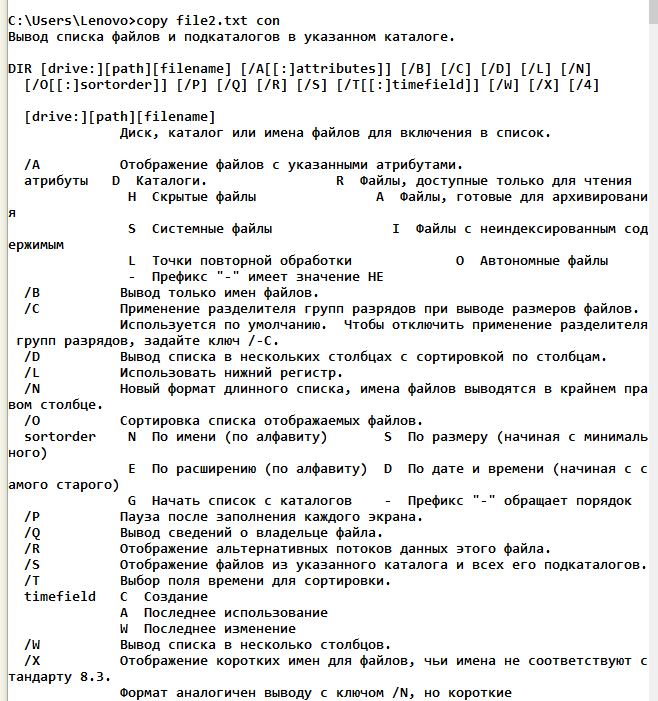 C:\Users\Lenovo>copy file2.txt con
Вывод списка файлов и подкаталогов в указанном каталоге.

DIR [drive:][path][filename] [/A[[:]attributes]] [/B] [/C] [/D] [/L] [/N]
  [/O[[:]sortorder]] [/P] [/Q] [/R] [/S] [/T[[:]timefield]] [/W] [/X] [/4]

  [drive:][path][filename]
              Диск, каталог или имена файлов для включения в список.

  /A          Отображение файлов с указанными атрибутами.
  атрибуты   D  Каталоги.                R  Файлы, доступные только для чтения
               H  Скрытые файлы               A  Файлы, готовые для архивировани
я
               S  Системные файлы               I  Файлы с неиндексированным сод
ержимым
               L  Точки повторной обработки             O  Автономные файлы
               -  Префикс "-" имеет значение НЕ
  /B          Вывод только имен файлов.
  /C          Применение разделителя групп разрядов при выводе размеров файлов.
              Используется по умолчанию.  Чтобы отключить применение разделителя
 групп разрядов, задайте ключ /-C.
  /D          Вывод списка в нескольких столбцах с сортировкой по столбцам.
  /L          Использовать нижний регистр.
  /N          Новый формат длинного списка, имена файлов выводятся в крайнем пра
вом столбце.
  /O          Сортировка списка отображаемых файлов.
  sortorder    N  По имени (по алфавиту)       S  По размеру (начиная с минималь
ного)
               E  По расширению (по алфавиту)  D  По дате и времени (начиная с с
амого старого)
               G  Начать список с каталогов    -  Префикс "-" обращает порядок
  /P          Пауза после заполнения каждого экрана.
  /Q          Вывод сведений о владельце файла.
  /R          Отображение альтернативных потоков данных этого файла.
  /S          Отображение файлов из указанного каталога и всех его подкаталогов.
  /T          Выбор поля времени для сортировки.
  timefield   C  Создание
              A  Последнее использование
              W  Последнее изменение
  /W          Вывод списка в несколько столбцов.
  /X          Отображение коротких имен для файлов, чьи имена не соответствуют с
тандарту 8.3.
              Формат аналогичен выводу с ключом /N, но короткие